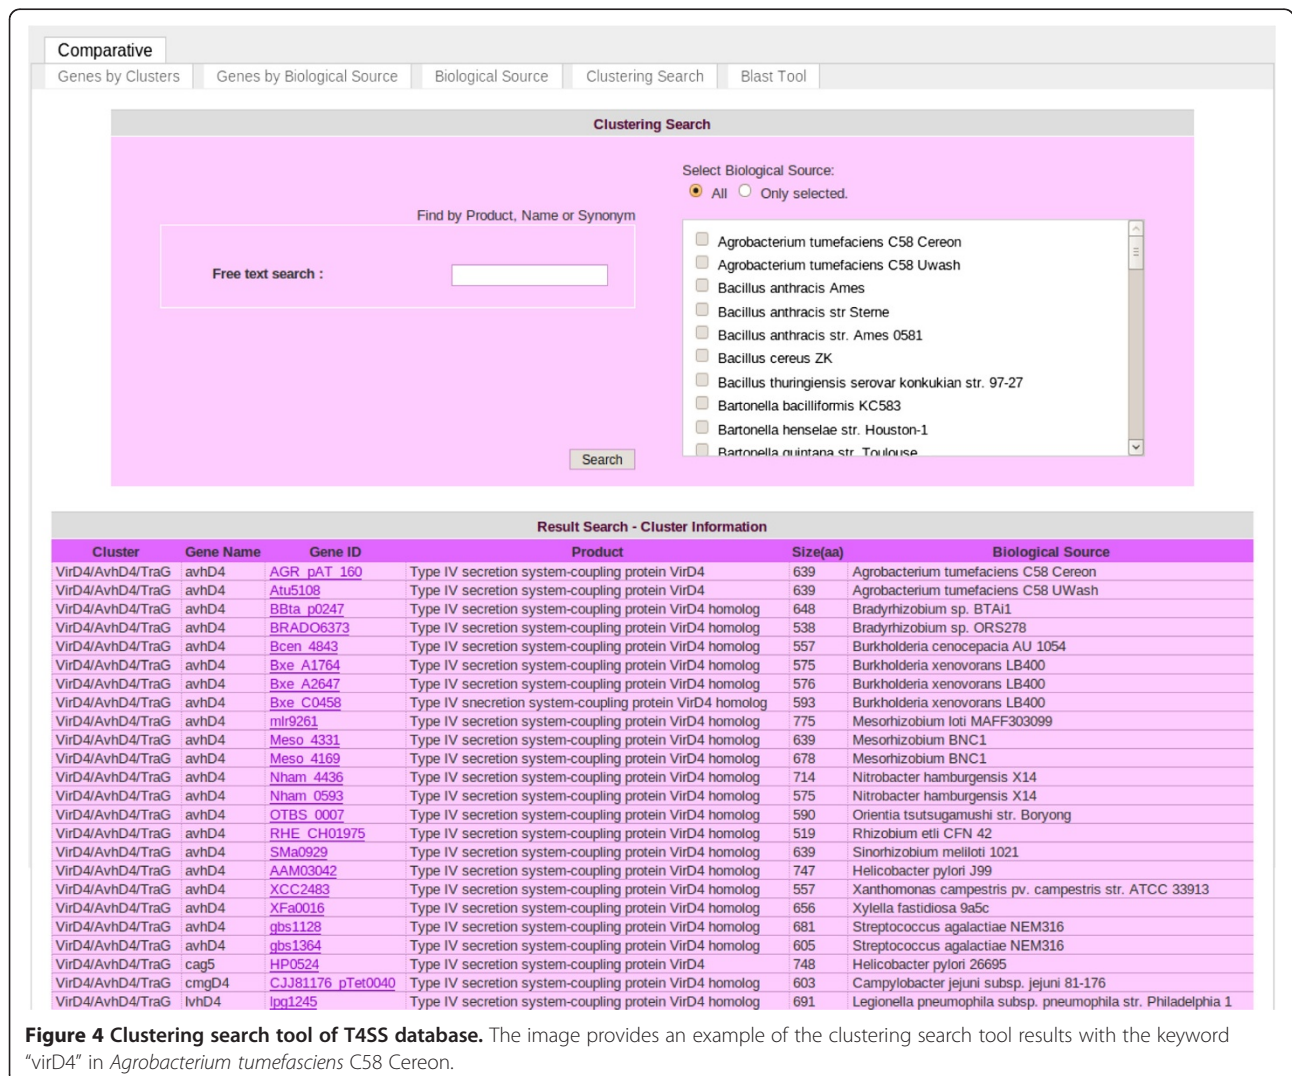 Comparative
Genes by Clusters Genes by Biological Source Biological Source Clustering Search Blast Tool
Clustering Search
Select Biological Source:
All Only selected.
Find by Product, Name or Synonym
Free text search :
Agrobacterium tumefaciens C58 Cereon
Agrobacterium tumefaciens C58 Uwash
Bacillus anthracis Ames
Bacillus anthracis str Sterne
Bacillus anthracis str. Ames 0581
Bacillus cereus ZK
Bacillus thuringiensis serovar konkukian str. 97-27
Bartonella bacilliformis KC583
Bartonella henselae str. Houston-1
Bartonella quintana str. Toulouse
Search
Result Search - Cluster Information
Cluster Gene Name Gene ID Product Size(aa) Biological Source
VirD4/AvhD4/TraG avhD4 AGR_pAT_160 Type IV secretion system-coupling protein VirD4 639 Agrobacterium tumefaciens C58 Cereon
VirD4/AvhD4/TraG avhD4 Atu5108 Type IV secretion system-coupling protein VirD4 639 Agrobacterium tumefaciens C58 UWash
VirD4/AvhD4/TraG avhD4 BBta_p0247 Type IV secretion system-coupling protein VirD4 homolog 648 Bradyrhizobium sp. BTAi1
VirD4/AvhD4/TraG avhD4 BRADO6373 Type IV secretion system-coupling protein VirD4 homolog 538 Bradyrhizobium sp. ORS278
VirD4/AvhD4/TraG avhD4 Bcen_4843 Type IV secretion system-coupling protein VirD4 homolog 557 Burkholderia cenocepacia AU 1054
VirD4/AvhD4/TraG avhD4 Bxe_A1764 Type IV secretion system-coupling protein VirD4 homolog 575 Burkholderia xenovorans LB400
VirD4/AvhD4/TraG avhD4 Bxe_A2647 Type IV secretion system-coupling protein VirD4 homolog 576 Burkholderia xenovorans LB400
VirD4/AvhD4/TraG avhD4 Bxe_C0458 Type IV snecretion system-coupling protein VirD4 homolog 593 Burkholderia xenovorans LB400
VirD4/AvhD4/TraG avhD4 mlr9261 Type IV secretion system-coupling protein VirD4 homolog 775 Mesorhizobium loti MAFF303099
VirD4/AvhD4/TraG avhD4 Meso_4331 Type IV secretion system-coupling protein VirD4 homolog 639 Mesorhizobium BNC1
VirD4/AvhD4/TraG avhD4 Meso_4169 Type IV secretion system-coupling protein VirD4 homolog 678 Mesorhizobium BNC1
VirD4/AvhD4/TraG avhD4 Nham_4436 Type IV secretion system-coupling protein VirD4 homolog 714 Nitrobacter hamburgensis X14
VirD4/AvhD4/TraG avhD4 Nham_0593 Type IV secretion system-coupling protein VirD4 homolog 575 Nitrobacter hamburgensis X14
VirD4/AvhD4/TraG avhD4 OTBS_0007 Type IV secretion system-coupling protein VirD4 homolog 590 Orientia tsutsugamushi str. Boryong
VirD4/AvhD4/TraG avhD4 RHE_CH01975 Type IV secretion system-coupling protein VirD4 homolog 519 Rhizobium etli CFN 42
VirD4/AvhD4/TraG avhD4 SMa0929 Type IV secretion system-coupling protein VirD4 homolog 639 Sinorhizobium meliloti 1021
VirD4/AvhD4/TraG avhD4 AAM03042 Type IV secretion system-coupling protein VirD4 homolog 747 Helicobacter pylori J99
VirD4/AvhD4/TraG avhD4 XCC2483 Type IV secretion system-coupling protein VirD4 homolog 557 Xanthomonas campestris pv. campestris str. ATCC 33913
VirD4/AvhD4/TraG avhD4 XFa0016 Type IV secretion system-coupling protein VirD4 homolog 656 Xylella fastidiosa 9a5c
VirD4/AvhD4/TraG avhD4 gbs1128 Type IV secretion system-coupling protein VirD4 homolog 681 Streptococcus agalactiae NEM316
VirD4/AvhD4/TraG avhD4 gbs1364 Type IV secretion system-coupling protein VirD4 homolog 605 Streptococcus agalactiae NEM316
VirD4/AvhD4/TraG cag5 HP0524 Type IV secretion system-coupling protein VirD4 748 Helicobacter pylori 26695
VirD4/AvhD4/TraG cmgD4 CJJ81176_pTet0040 Type IV secretion system-coupling protein VirD4 homolog 603 Campylobacter jejuni subsp. jejuni 81-176
VirD4/AvhD4/TraG lvhD4 lpg1245 Type IV secretion system-coupling protein VirD4 homolog 691 Legionella pneumophila subsp. pneumophila str. Philadelphia 1
Figure 4 Clustering search tool of T4SS database. The image provides an example of the clustering search tool results with the keyword
"virD4" in Agrobacterium tumefasciens C58 Cereon.